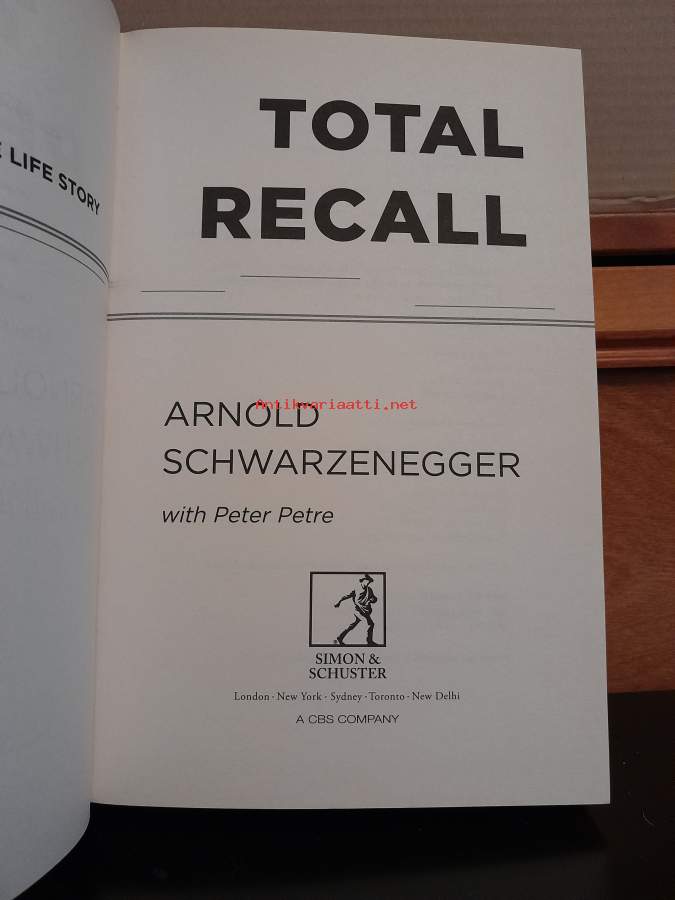 LIFE STORY
TOTAL
RECALL
ARNOLD
Antikvariaatti.net
SCHWARZENEGGER
with Peter Petre
SIMON &
SCHUSTER
London · New York · Sydney · Toronto · New Delhi
A CBS COMPANY